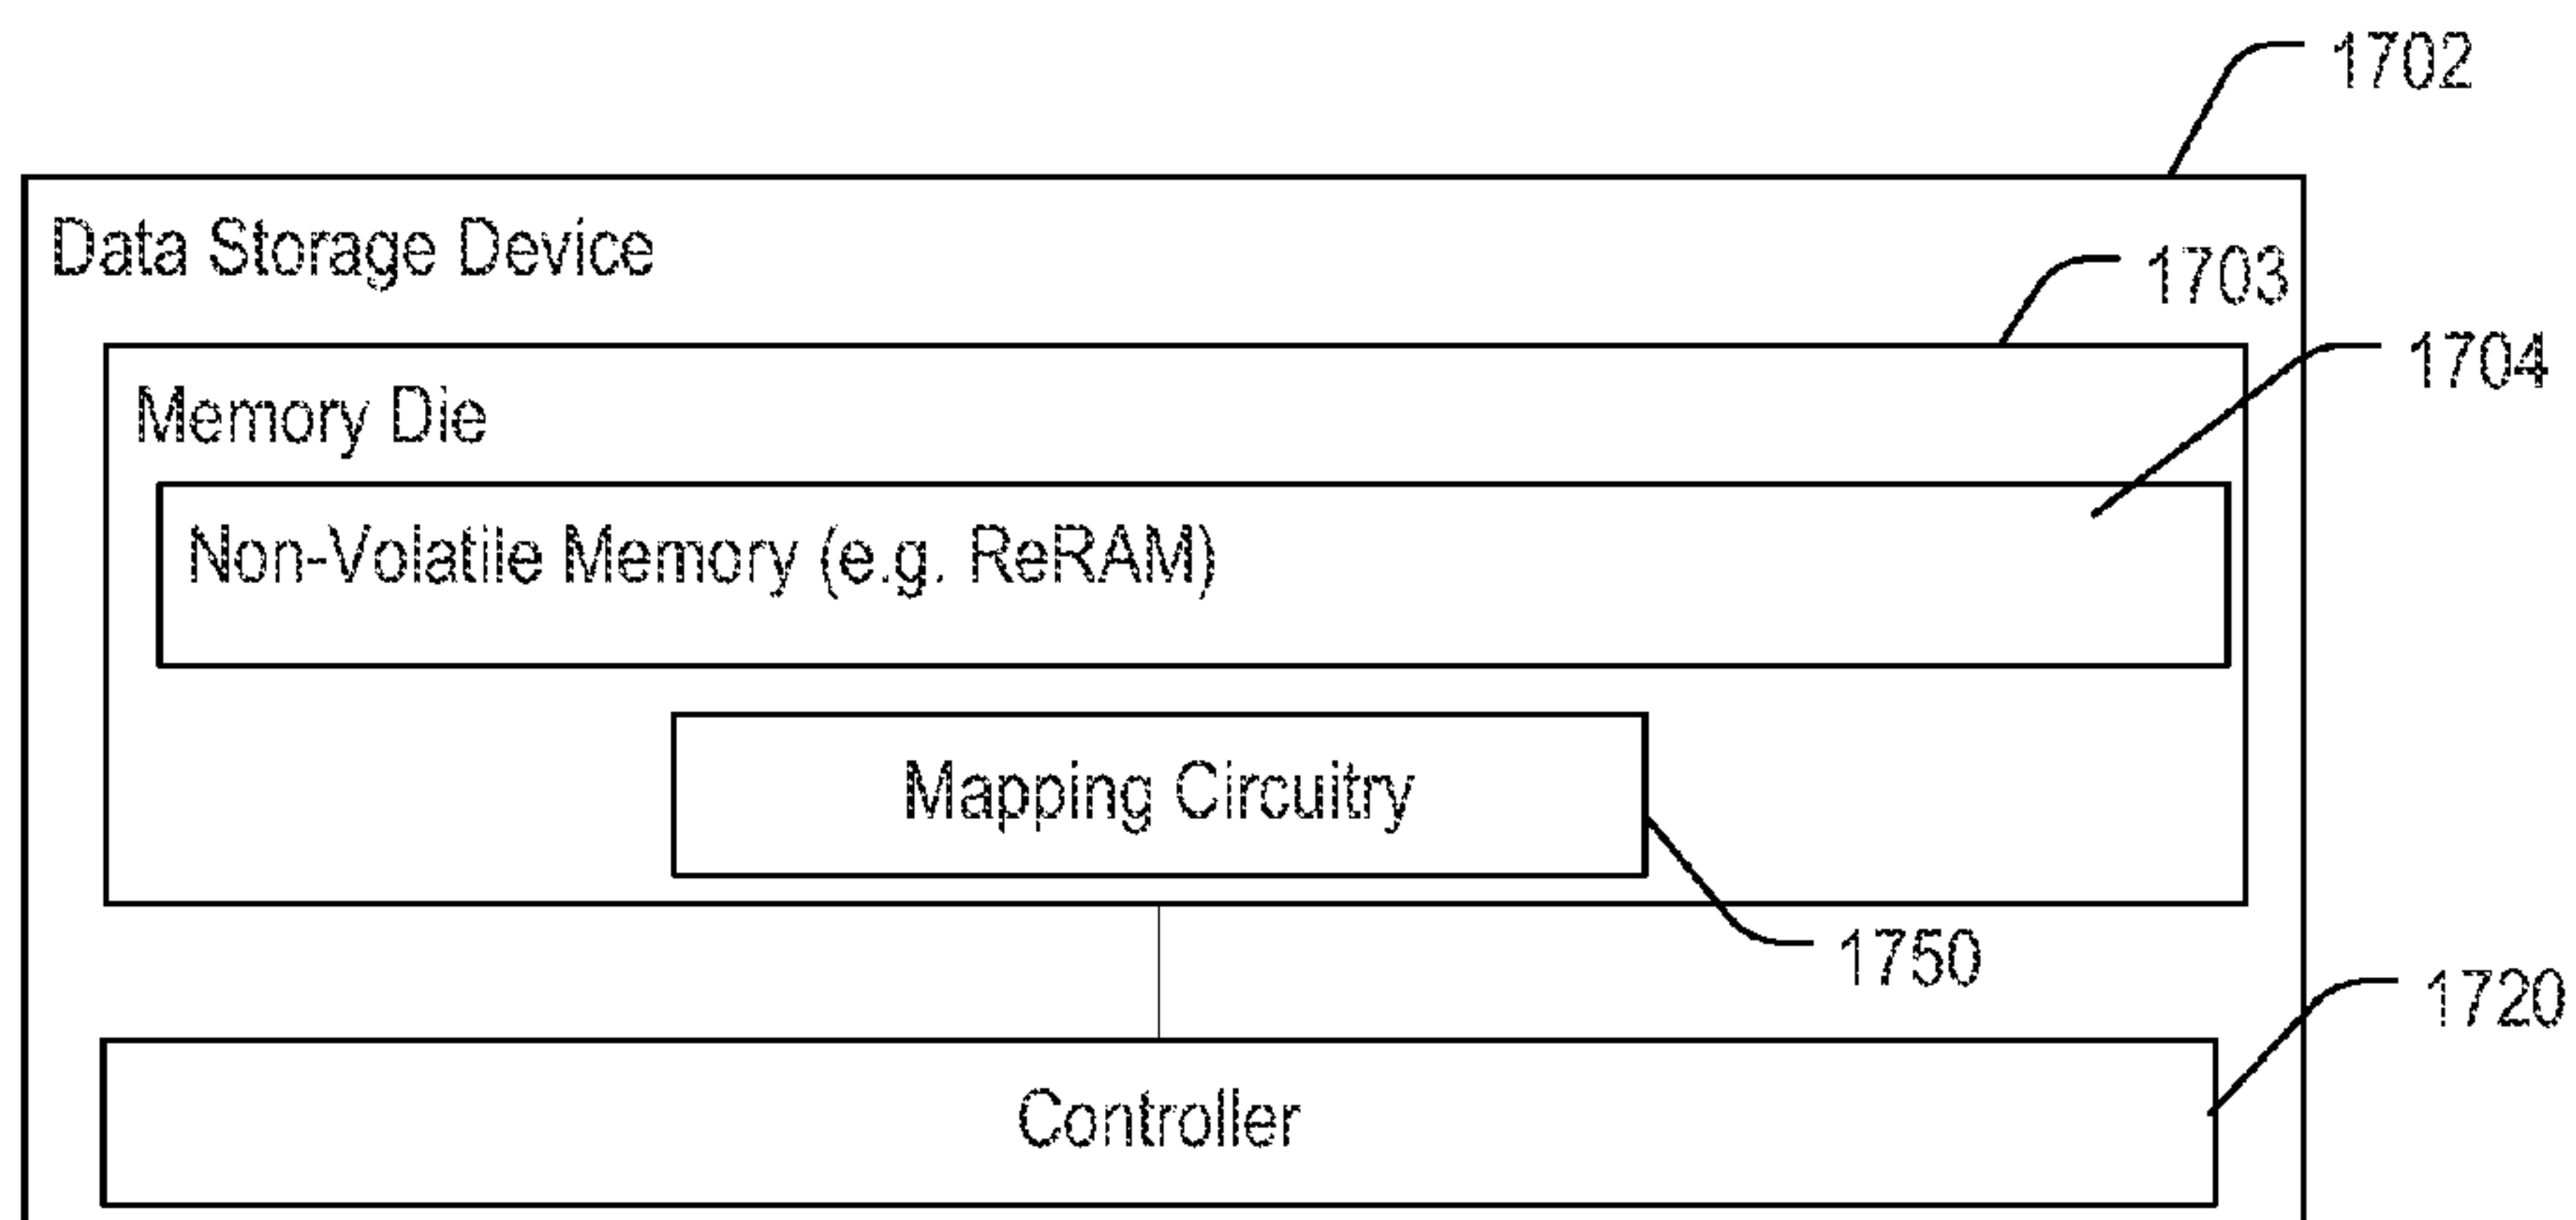 1702
Data Storage Device
1703
1704
Memory Die
Non-Volatile Memory (e.g. ReRAM)
Mapping Circuitry
1750
1720
Controller